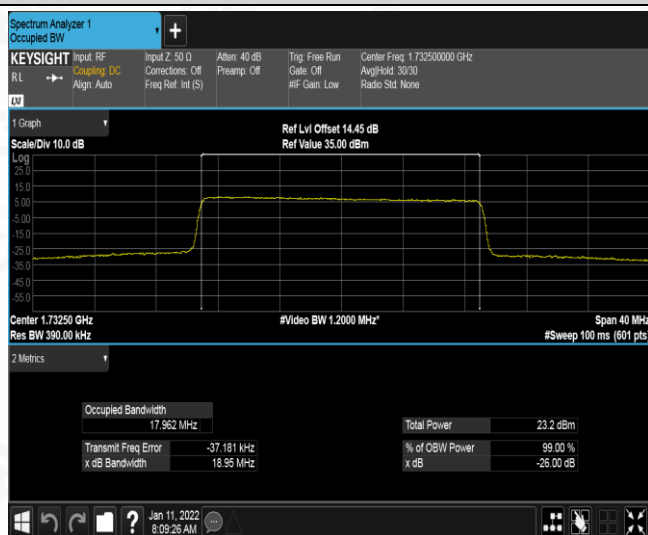 Spectrum Analyzer 1
Occupied BW
KEYSIGHT
RL
LXI
Input: RF
Coupling: DC
Align: Auto
Input Z: 50 Ω
Corrections: Off
Freq Ref: Int (S)
Atten: 40 dB
Preamp: Off
Trig: Free Run
Gate: Off
#IF Gain: Low
Center Freq: 1.732500000 GHz
Avg|Hold: 30/30
Radio Std: None
1 Graph
Scale/Div 10.0 dB
Ref Lvl Offset 14.45 dB
Ref Value 35.00 dBm
Log
25.0
15.0
5.00
-5.00
-15.0
-25.0
-35.0
-45.0
-55.0
Center 1.73250 GHz
Res BW 390.00 kHz
#Video BW 1.2000 MHz*
Span 40 MHz
#Sweep 100 ms (601 pts)
2 Metrics
Occupied Bandwidth
17.962 MHz
Transmit Freq Error -37.181 kHz
x dB Bandwidth 18.95 MHz
Total Power 23.2 dBm
% of OBW Power 99.00 %
x dB -26.00 dB
?
Jan 11, 2022
8:09:26 AM